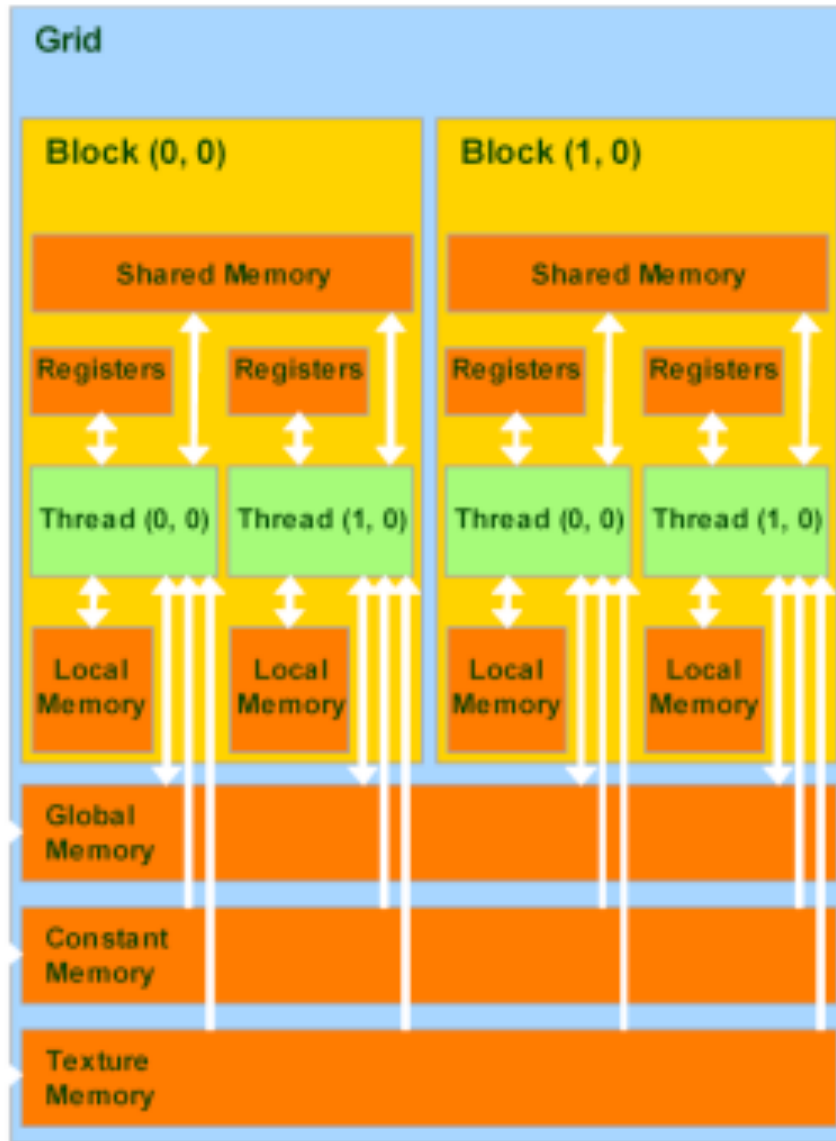 Grid
Block (0, 0)
Block (1, 0)
Shared Memory
Shared Memory
Registers
Registers
Registers
Registers
Thread (0, 0)
Thread (1, 0)
Thread (0, 0)
Thread (1, 0)
Local
Memory
Local
Memory
Local
Memory
Local
Memory
Global
Memory
Constant
Memory
Texture
Memory